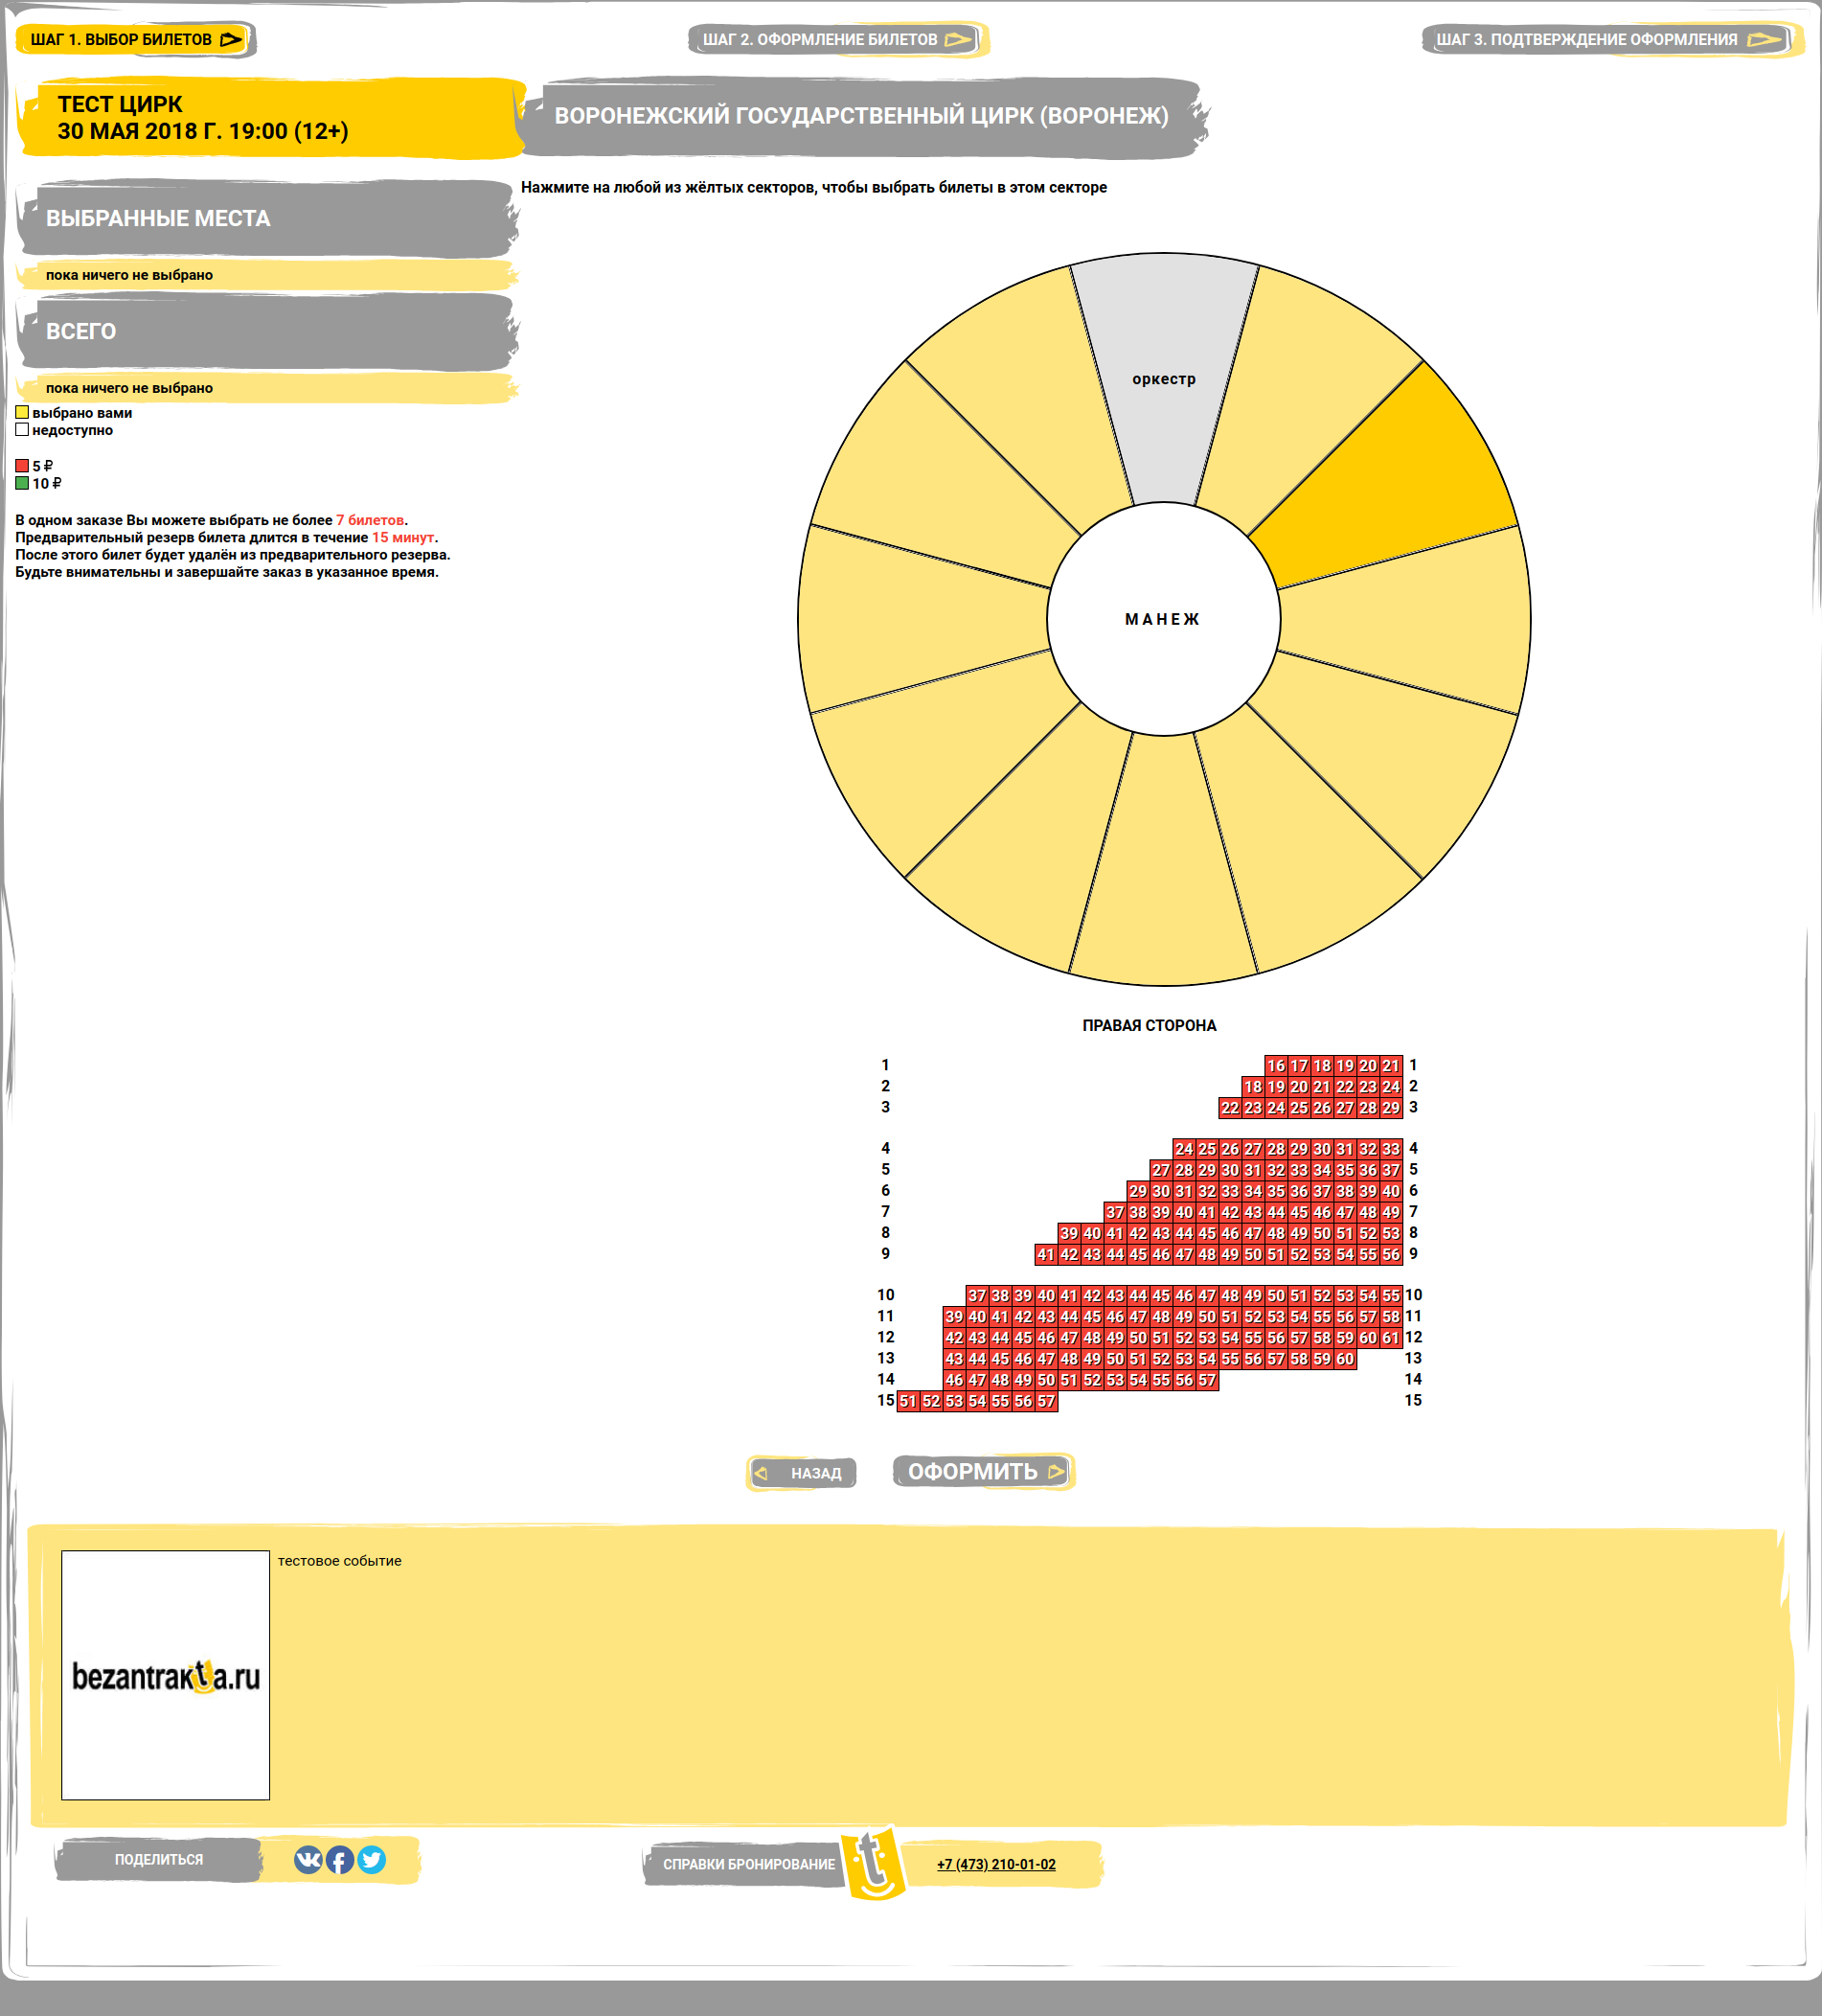 ШАГ 1. ВЫБОР БИЛЕТОВ
ШАГ 2. ОФОРМЛЕНИЕ БИЛЕТОВ
ШАГ 3. ПОДТВЕРЖДЕНИЕ ОФОРМЛЕНИЯ
ТЕСТ ЦИРК
30 МАЯ 2018 Г. 19:00 (12+)
ВОРОНЕЖСКИЙ ГОСУДАРСТВЕННЫЙ ЦИРК (ВОРОНЕЖ)
ВЫБРАННЫЕ МЕСТА
пока ничего не выбрано
ВСЕГО
пока ничего не выбрано
выбрано вами
недоступно
5 ₽
10 ₽
В одном заказе Вы можете выбрать не более 7 билетов.
Предварительный резерв билета длится в течение 15 минут.
После этого билет будет удалён из предварительного резерва.
Будьте внимательны и завершайте заказ в указанное время.
Нажмите на любой из жёлтых секторов, чтобы выбрать билеты в этом секторе
оркестр
МАНЕЖ
ПРАВАЯ СТОРОНА
1 16 17 18 19 20 21 1
2 18 19 20 21 22 23 24 2
3 22 23 24 25 26 27 28 29 3
4 24 25 26 27 28 29 30 31 32 33 4
5 27 28 29 30 31 32 33 34 35 36 37 5
6 29 30 31 32 33 34 35 36 37 38 39 40 6
7 37 38 39 40 41 42 43 44 45 46 47 48 49 7
8 39 40 41 42 43 44 45 46 47 48 49 50 51 52 53 8
9 41 42 43 44 45 46 47 48 49 50 51 52 53 54 55 56 9
10 37 38 39 40 41 42 43 44 45 46 47 48 49 50 51 52 53 54 55 10
11 39 40 41 42 43 44 45 46 47 48 49 50 51 52 53 54 55 56 57 58 11
12 42 43 44 45 46 47 48 49 50 51 52 53 54 55 56 57 58 59 60 61 12
13 43 44 45 46 47 48 49 50 51 52 53 54 55 56 57 58 59 60 13
14 46 47 48 49 50 51 52 53 54 55 56 57 14
15 51 52 53 54 55 56 57 15
НАЗАД
ОФОРМИТЬ
тестовое событие
bezantrakta.ru
ПОДЕЛИТЬСЯ
СПРАВКИ БРОНИРОВАНИЕ
t
+7 (473) 210-01-02